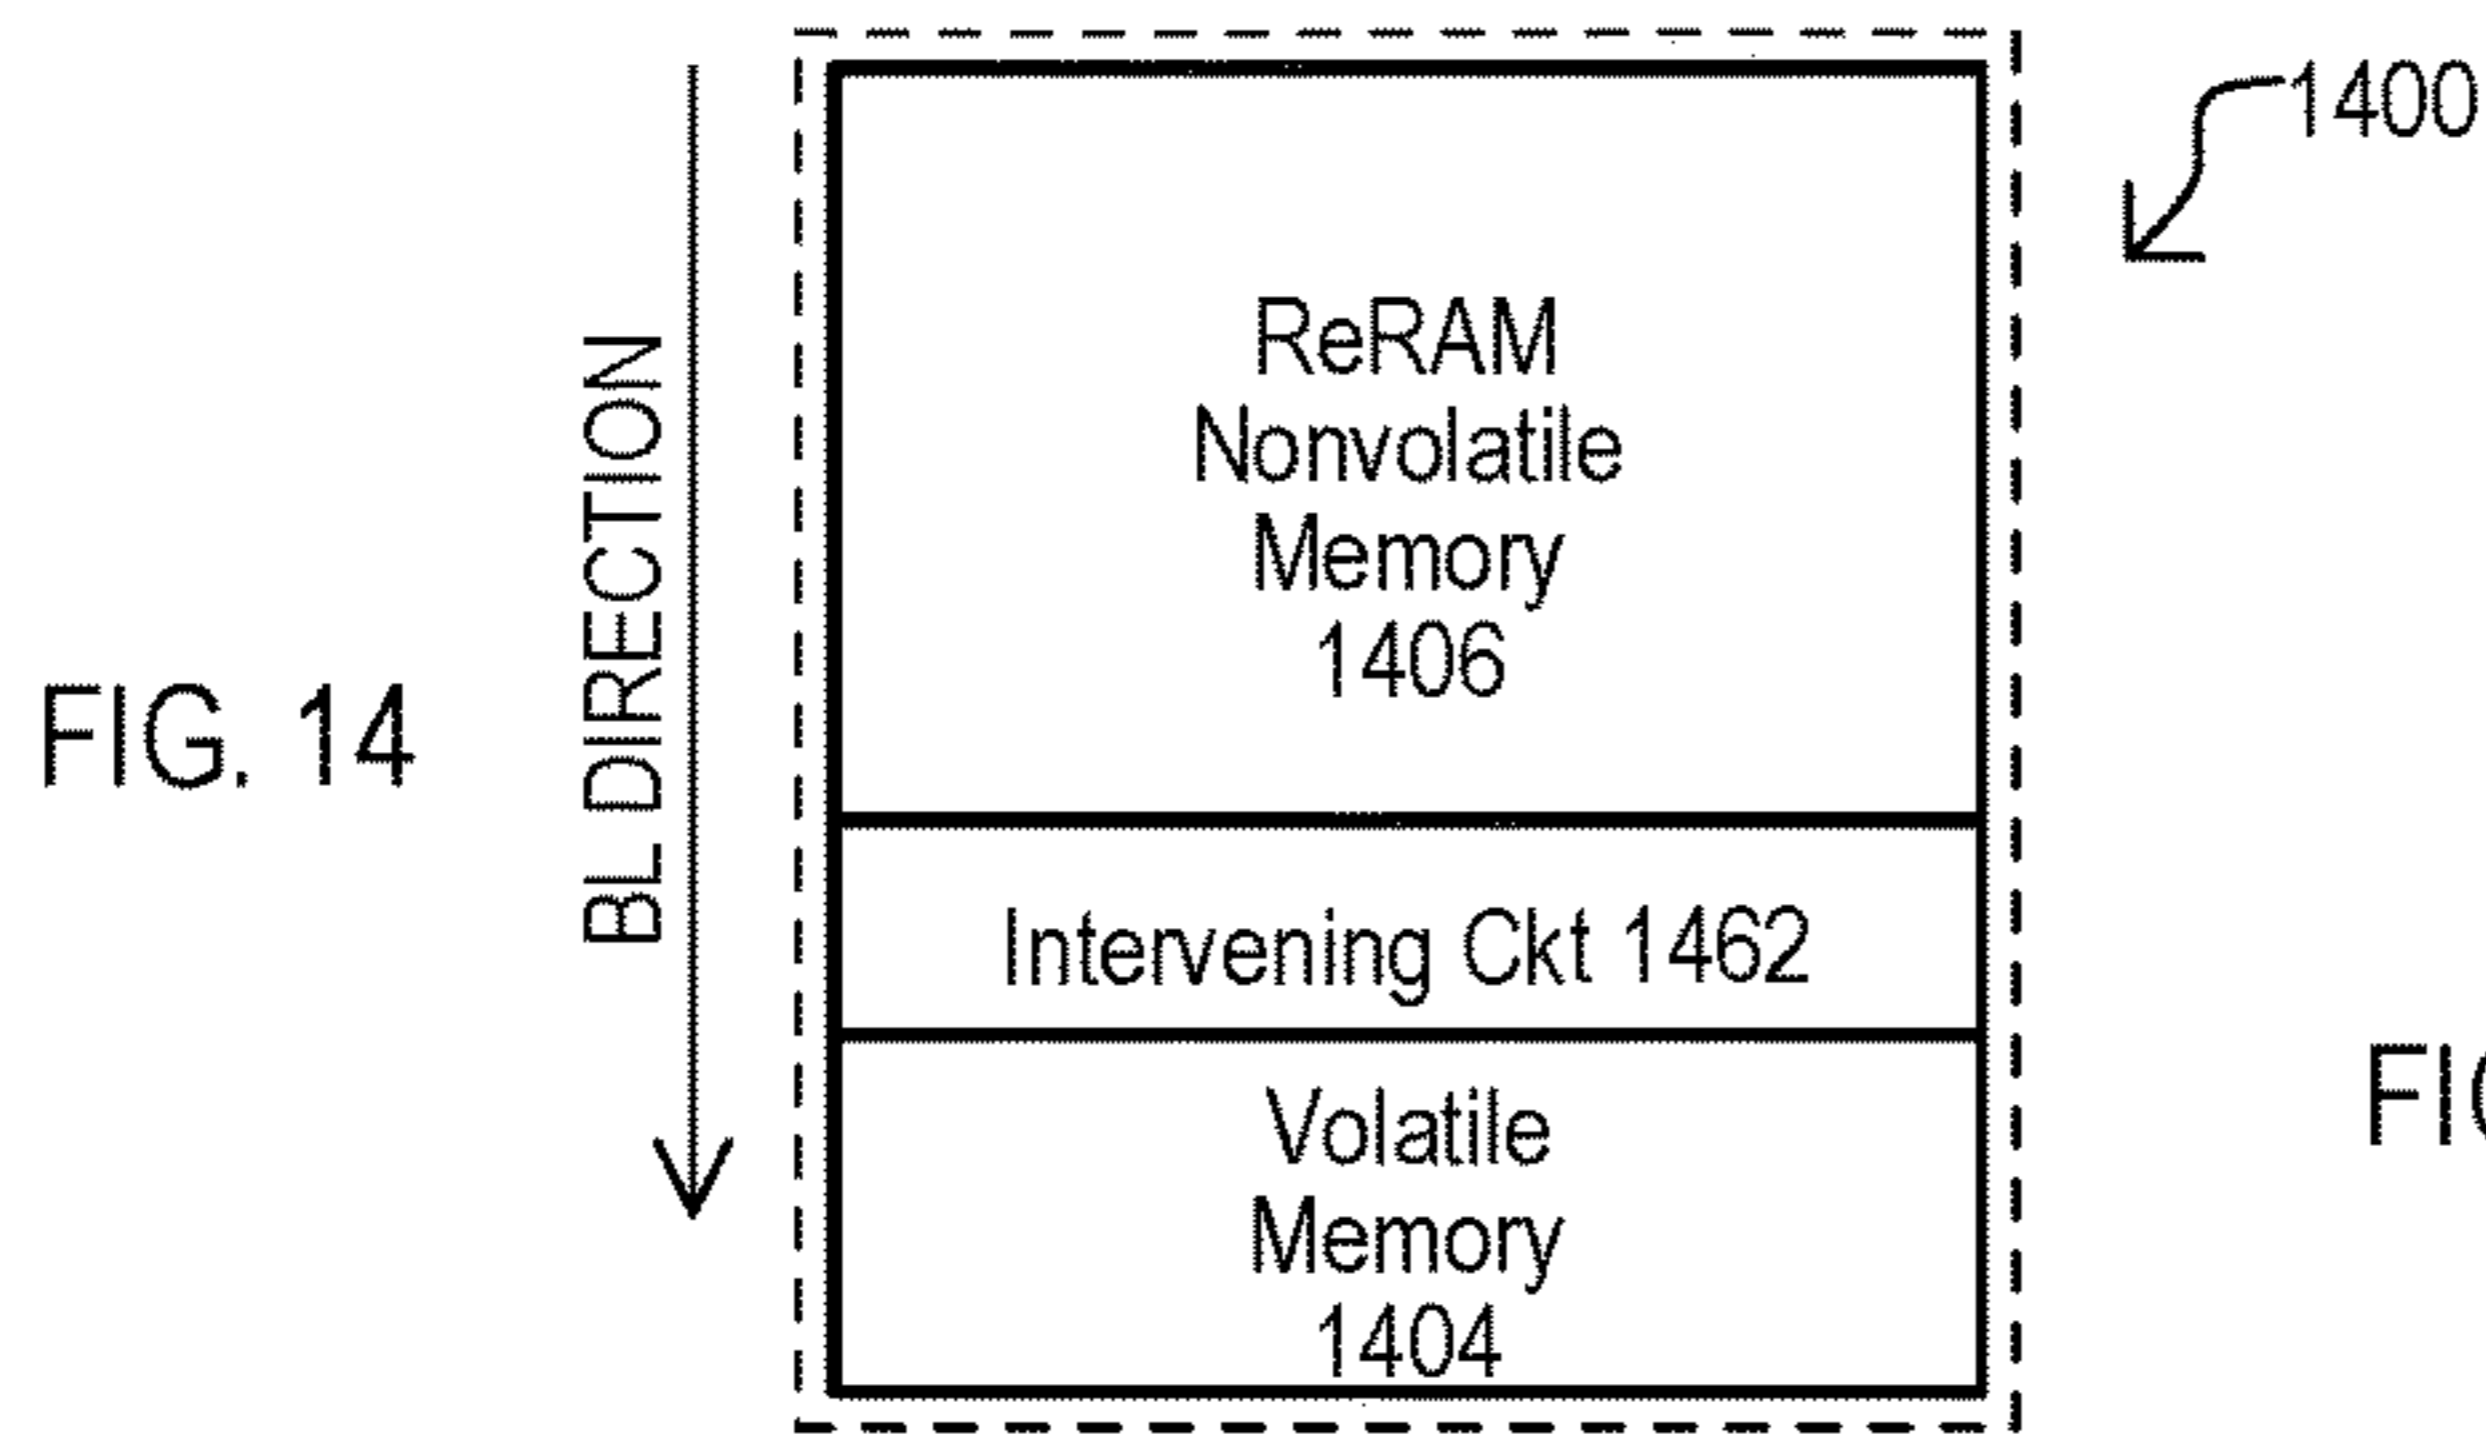 FIG. 14
BL DIRECTION
1400
ReRAM
Nonvolatile
Memory
1406
Intervening Ckt 1462
Volatile
Memory
1404